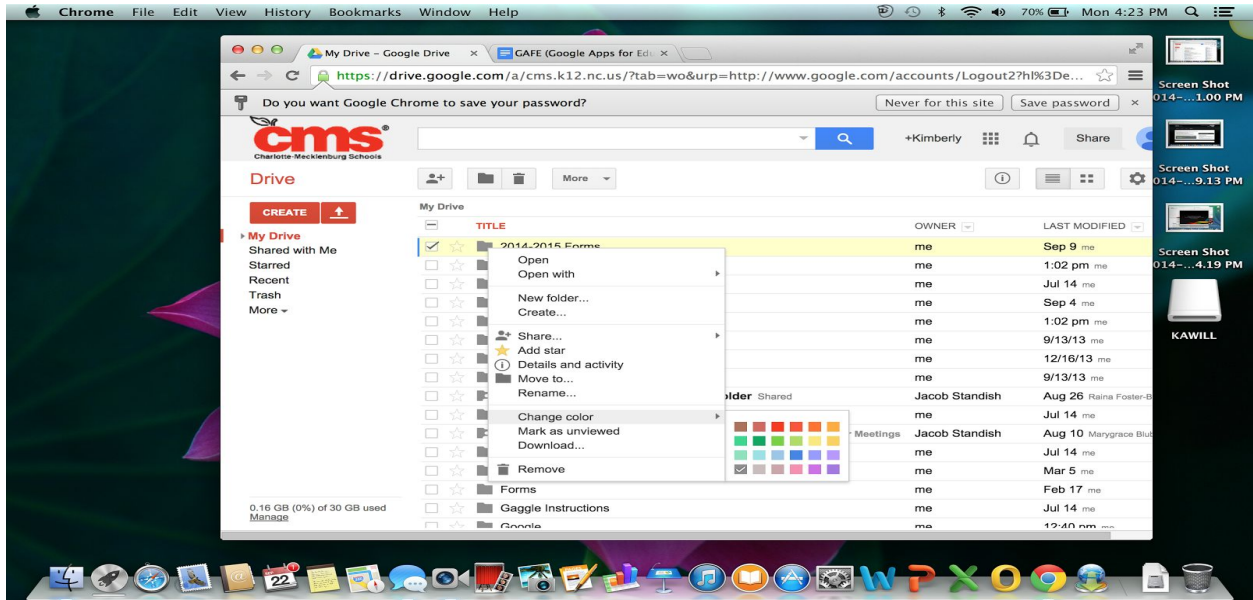 Chrome File Edit View History Bookmarks Window Help 70% Mon 4:23 PM
My Drive – Google Drive × GAFE (Google Apps for Edu ×
https://drive.google.com/a/cms.k12.nc.us/?tab=wo&urp=http://www.google.com/accounts/Logout2?hl%3De...
Do you want Google Chrome to save your password? Never for this site Save password ×
cms®
Charlotte-Mecklenburg Schools
+Kimberly Share
Drive More
CREATE
My Drive
Shared with Me
Starred
Recent
Trash
More
0.16 GB (0%) of 30 GB used
Manage
My Drive
TITLE OWNER LAST MODIFIED
2014-2015 Forms me Sep 9 me
me 1:02 pm me
me Jul 14 me
me Sep 4 me
me 1:02 pm me
me 9/13/13 me
me 12/16/13 me
me 9/13/13 me
older Shared Jacob Standish Aug 26 Raina Foster-B
me Jul 14 me
Meetings Jacob Standish Aug 10 Marygrace Blu
me Jul 14 me
me Mar 5 me
Forms me Feb 17 me
Gaggle Instructions me Jul 14 me
Google me 12:40 pm me
Open
Open with
New folder...
Create...
Share...
Add star
Details and activity
Move to...
Rename...
Change color
Mark as unviewed
Download...
Remove
Screen Shot
014-...1.00 PM
Screen Shot
014-...9.13 PM
Screen Shot
014-...4.19 PM
KAWILL
22